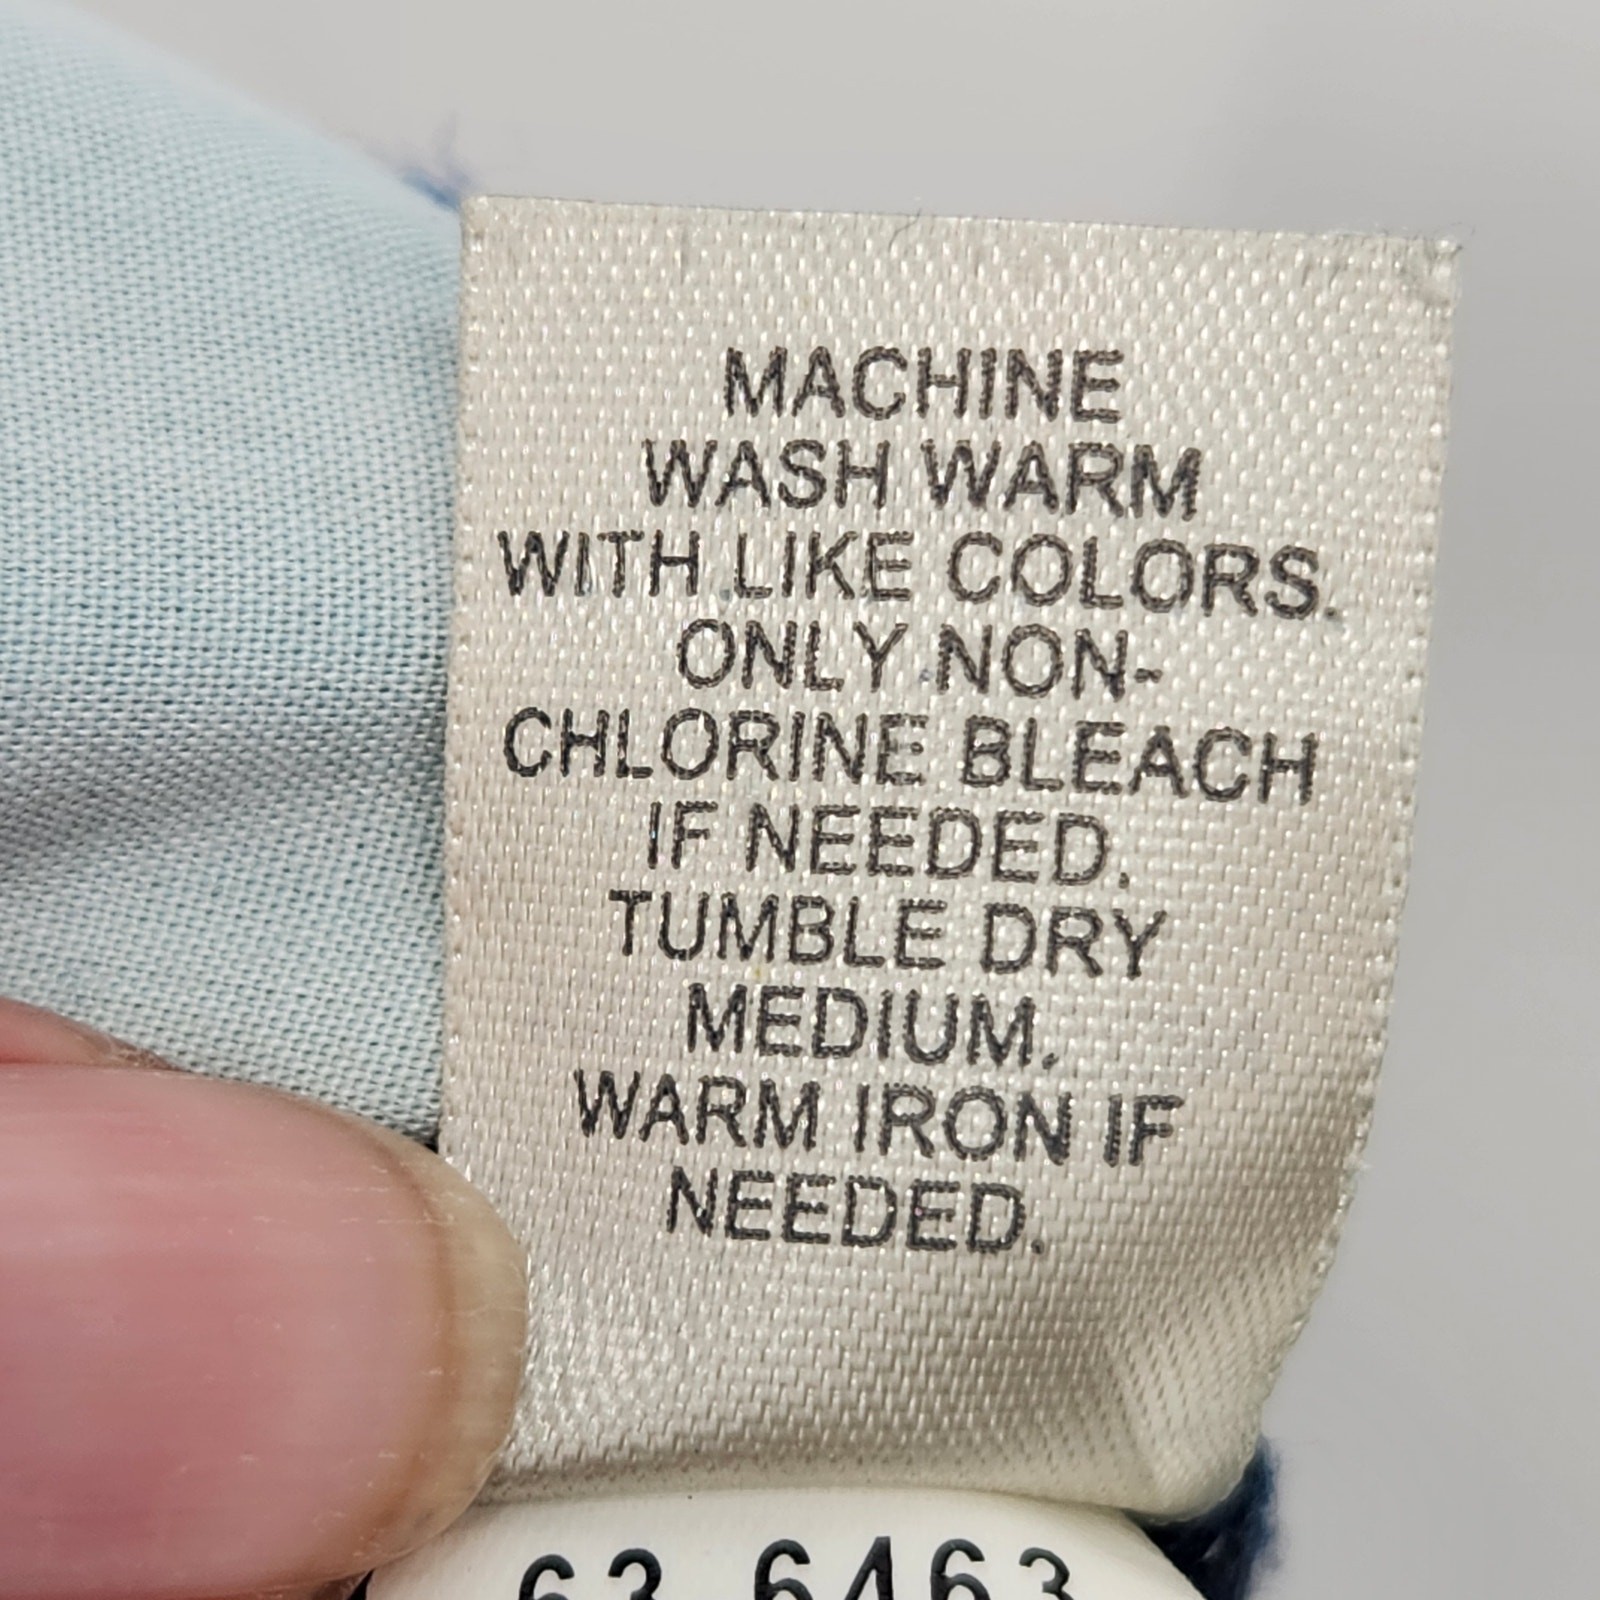 MACHINE
WASH WARM
WITH LIKE COLORS.
ONLY NON-
CHLORINE BLEACH
IF NEEDED.
TUMBLE DRY
MEDIUM.
WARM IRON IF
NEEDED.
63 6463